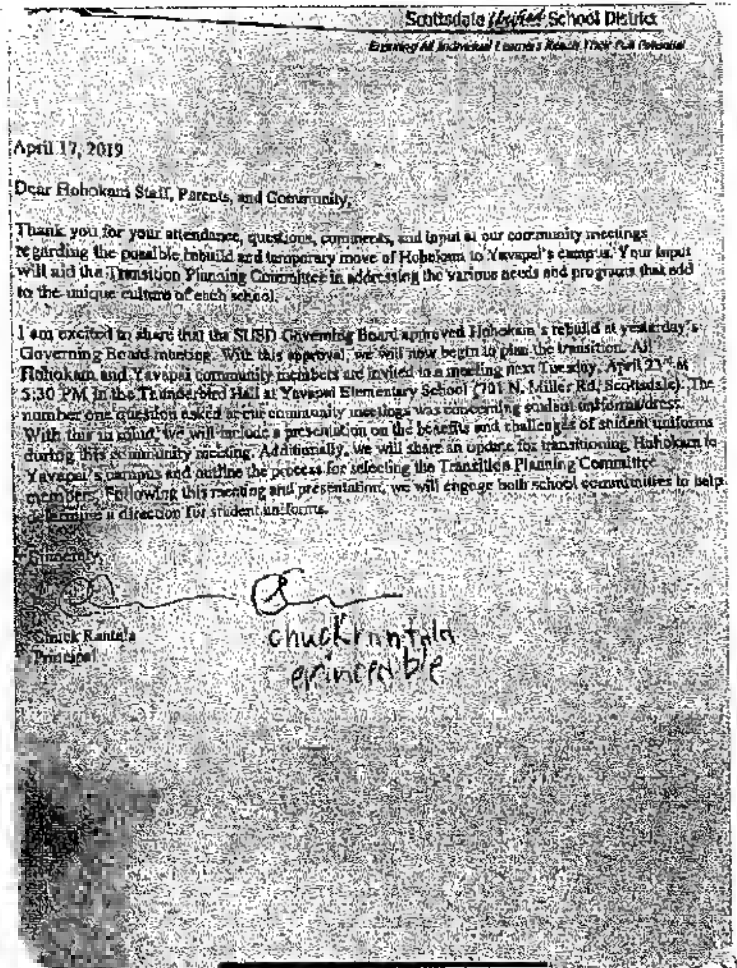 Scottsdale Unified School District
Ensuring All Individual Learners Reach Their Full Potential
April 17, 2019
Dear Hohokam Staff, Parents, and Community,
Thank you for your attendance, questions, comments, and input at our community meetings
regarding the possible rebuild and temporary move of Hohokam to Yavapai's campus. Your input
will aid the Transition Planning Committee in addressing the various needs and programs that add
to the unique culture of each school.
I am excited to share that the SUSD Governing Board approved Hohokam's rebuild at yesterday's
Governing Board meeting. With this approval, we will now begin to plan the transition. All
Hohokam and Yavapai community members are invited to a meeting next Tuesday, April 23rd at
5:30 PM in the Thunderbird Hall at Yavapai Elementary School (701 N. Miller Rd, Scottsdale). The
number one question asked at our community meetings was concerning student uniforms/dress.
With this in mind, we will include a presentation on the benefits and challenges of student uniforms
during this community meeting. Additionally, we will share an update for transitioning Hohokam to
Yavapai's campus and outline the process for selecting the Transition Planning Committee
members. Following this meeting and presentation, we will engage both school communities to help
determine a direction for student uniforms.
Sincerely,
Chuck Rantala
Principal
chuck rantala